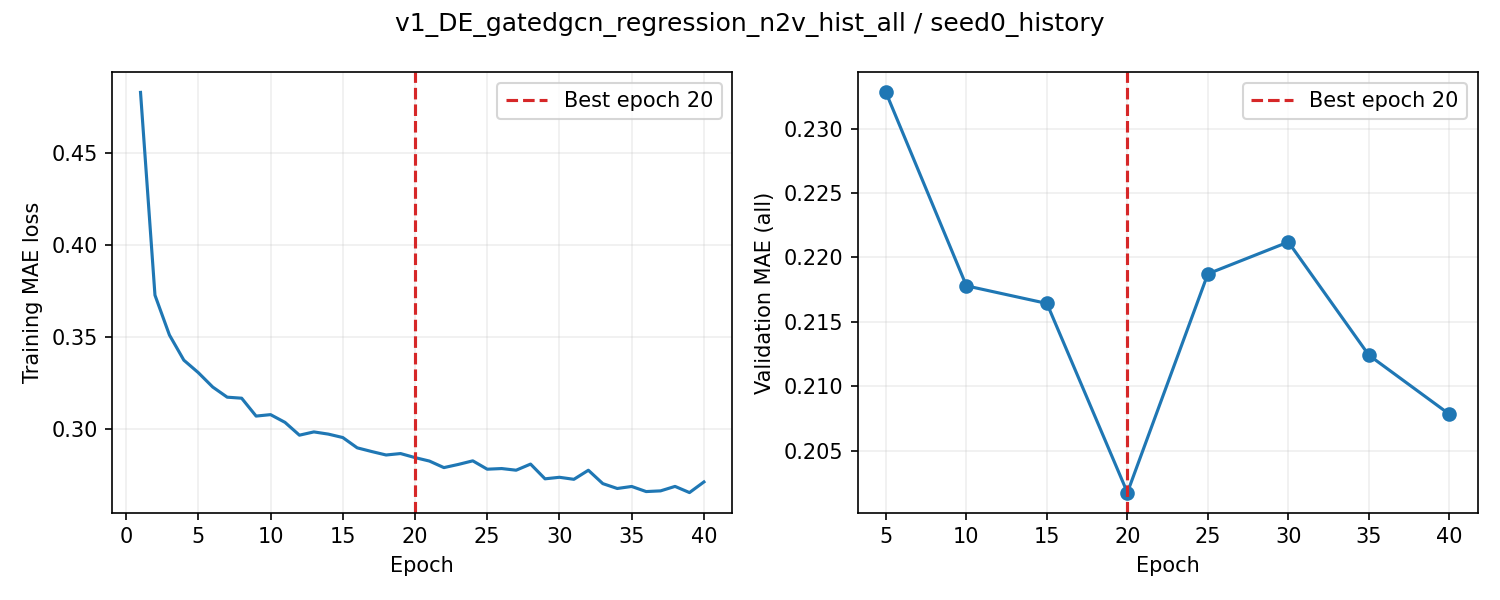 v1_DE_gatedgcn_regression_n2v_hist_all / seed0_history
Training MAE loss
0.45
0.40
0.35
0.30
Best epoch 20
0 5 10 15 20 25 30 35 40
Epoch
Validation MAE (all)
0.230
0.225
0.220
0.215
0.210
0.205
Best epoch 20
5 10 15 20 25 30 35 40
Epoch